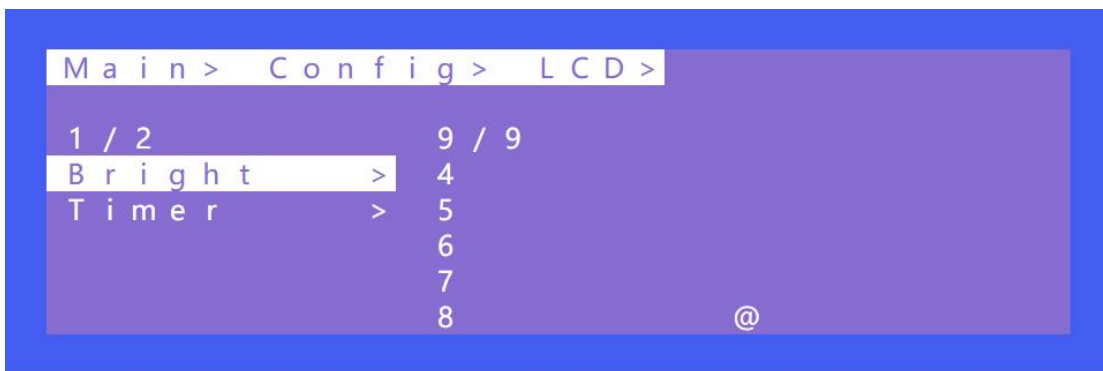 Main> Config> LCD>
1/2 9/9
Bright > 4
Timer > 5
6
7
8 @